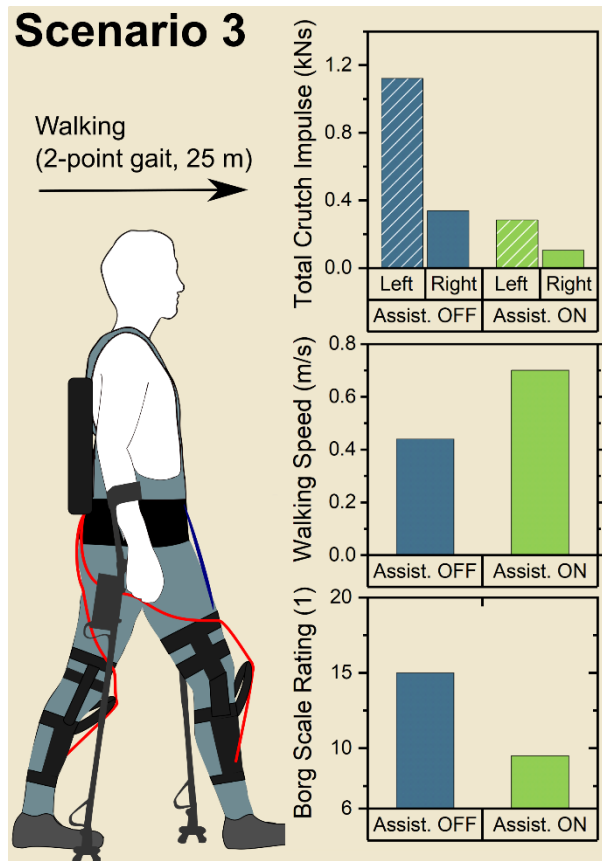 Scenario 3
Walking
(2-point gait, 25 m)
Total Crutch Impulse (kNs)
1.2
0.8
0.4
0.0
Left Right Left Right
Assist. OFF Assist. ON
Walking Speed (m/s)
0.8
0.6
0.4
0.2
0.0
Assist. OFF Assist. ON
Borg Scale Rating (1)
20
15
10
6
Assist. OFF Assist. ON